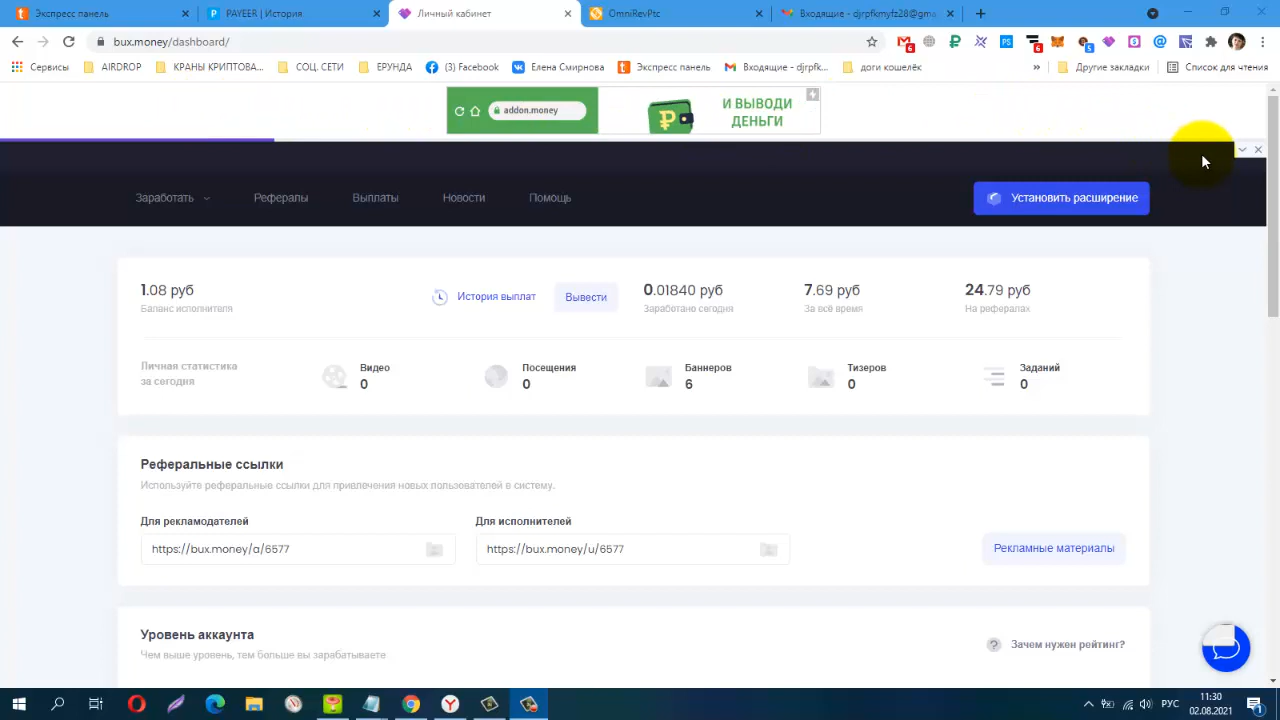 Экспресс панель
PAYEER | История
Личный кабинет
OmniRevPtc
Входящие - djrpfkmyfz28@gma
bux.money/dashboard/
6
6
5
Сервисы
AIRDROP
КРАНЫ КРИПТОВА...
СОЦ. СЕТИ
ЕРУНДА
(3) Facebook
Елена Смирнова
Экспресс панель
Входящие - djrpfk...
доги кошелёк
»
Другие закладки
Список для чтения
addon.money
И ВЫВОДИ
ДЕНЬГИ
Заработать
Рефералы
Выплаты
Новости
Помощь
Установить расширение
1.08 руб
Баланс исполнителя
История выплат
Вывести
0.01840 руб
Заработано сегодня
7.69 руб
За всё время
24.79 руб
На рефералах
Личная статистика
за сегодня
Видео
0
Посещения
0
Баннеров
6
Тизеров
0
Заданий
0
Реферальные ссылки
Используйте реферальные ссылки для привлечения новых пользователей в систему.
Для рекламодателей
https://bux.money/a/6577
Для исполнителей
https://bux.money/u/6577
Рекламные материалы
Уровень аккаунта
Чем выше уровень, тем больше вы зарабатываете
Зачем нужен рейтинг?
РУС
11:30
02.08.2021